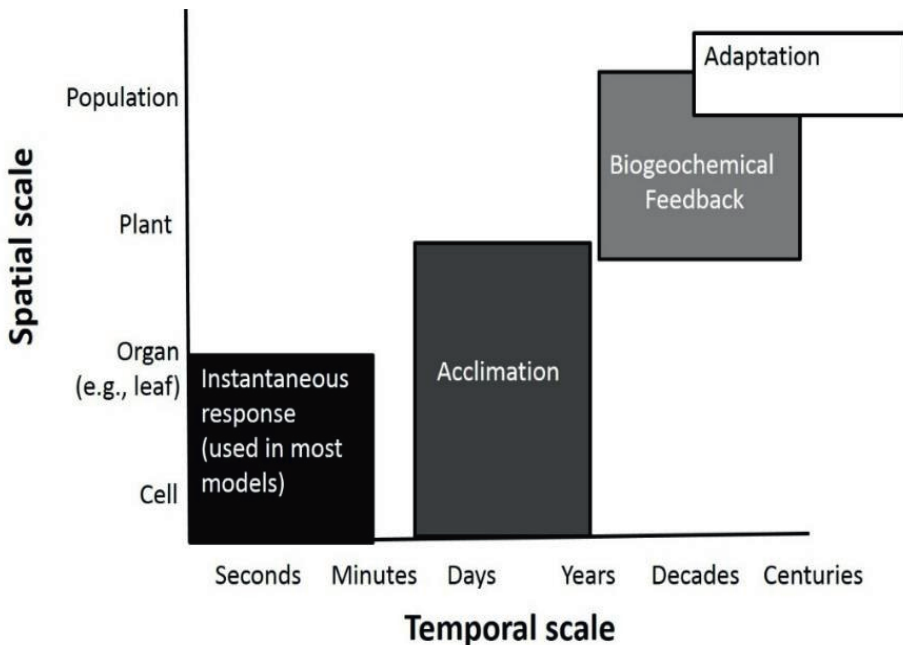 Adaptation
Population
Biogeochemical
Feedback
Spatial scale
Plant
Organ
(e.g., leaf)
Acclimation
Instantaneous
response
(used in most
models)
Cell
Seconds Minutes Days Years Decades Centuries
Temporal scale